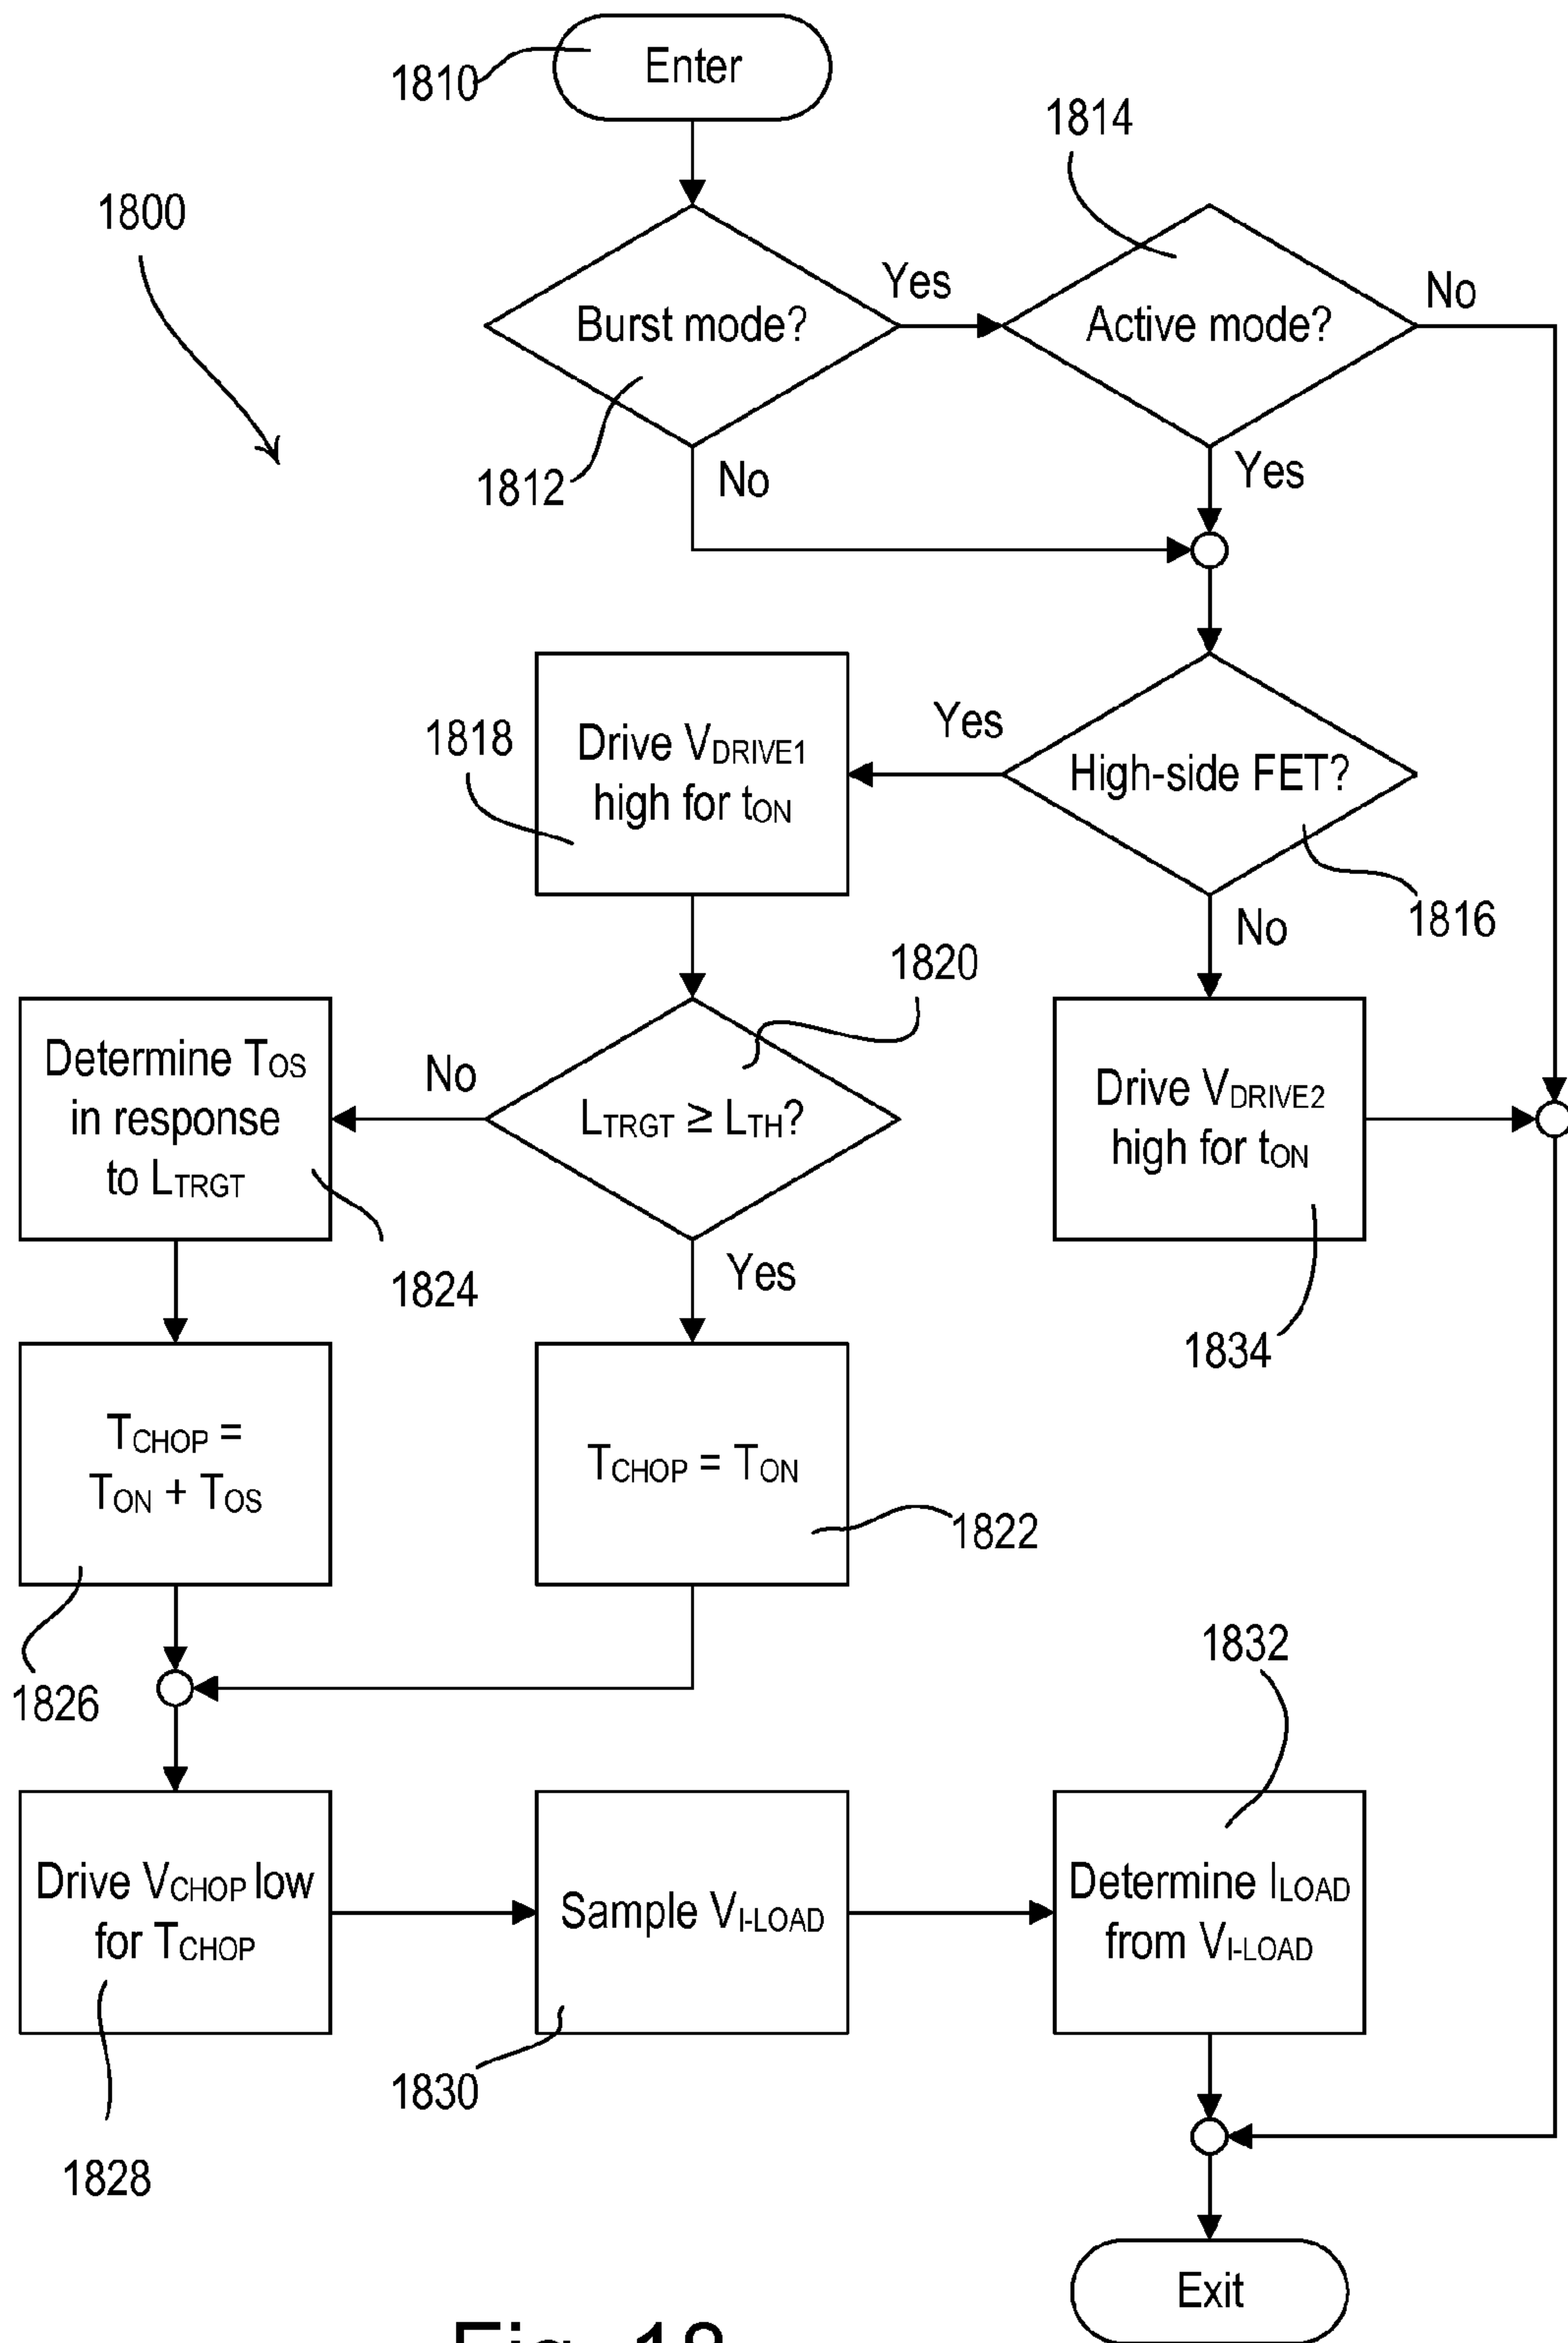 Enter
1810
1814
1800
Burst mode?
Yes
Active mode?
No
1812
No
Yes
Drive VDRIVE1
high for tON
1818
Yes
High-side FET?
1816
No
1820
Determine TOS
in response
to LTRGT
No
LTRGT ≥ LTH?
Drive VDRIVE2
high for tON
1824
Yes
1834
TCHOP =
TON + TOS
TCHOP = TON
1822
1826
1832
Drive VCHOP low
for TCHOP
Sample VI-LOAD
Determine ILOAD
from VI-LOAD
1830
1828
Exit
Fig. 18